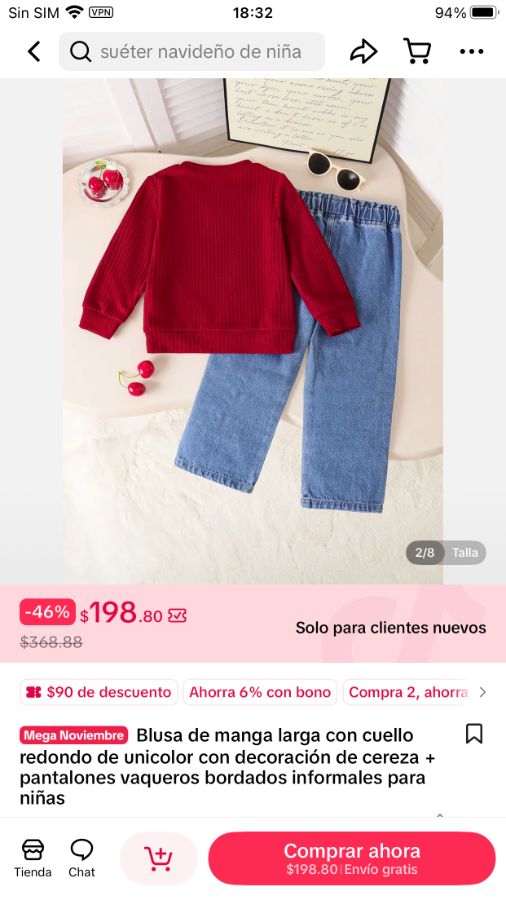 Sin SIM VPN 18:32 94%
suéter navideño de niña
2/8 Talla
-46% $198.80
$368.88
Solo para clientes nuevos
$90 de descuento Ahorra 6% con bono Compra 2, ahorra
Mega Noviembre Blusa de manga larga con cuello
redondo de unicolor con decoración de cereza +
pantalones vaqueros bordados informales para
niñas
Tienda Chat
Comprar ahora
$198.80|Envío gratis